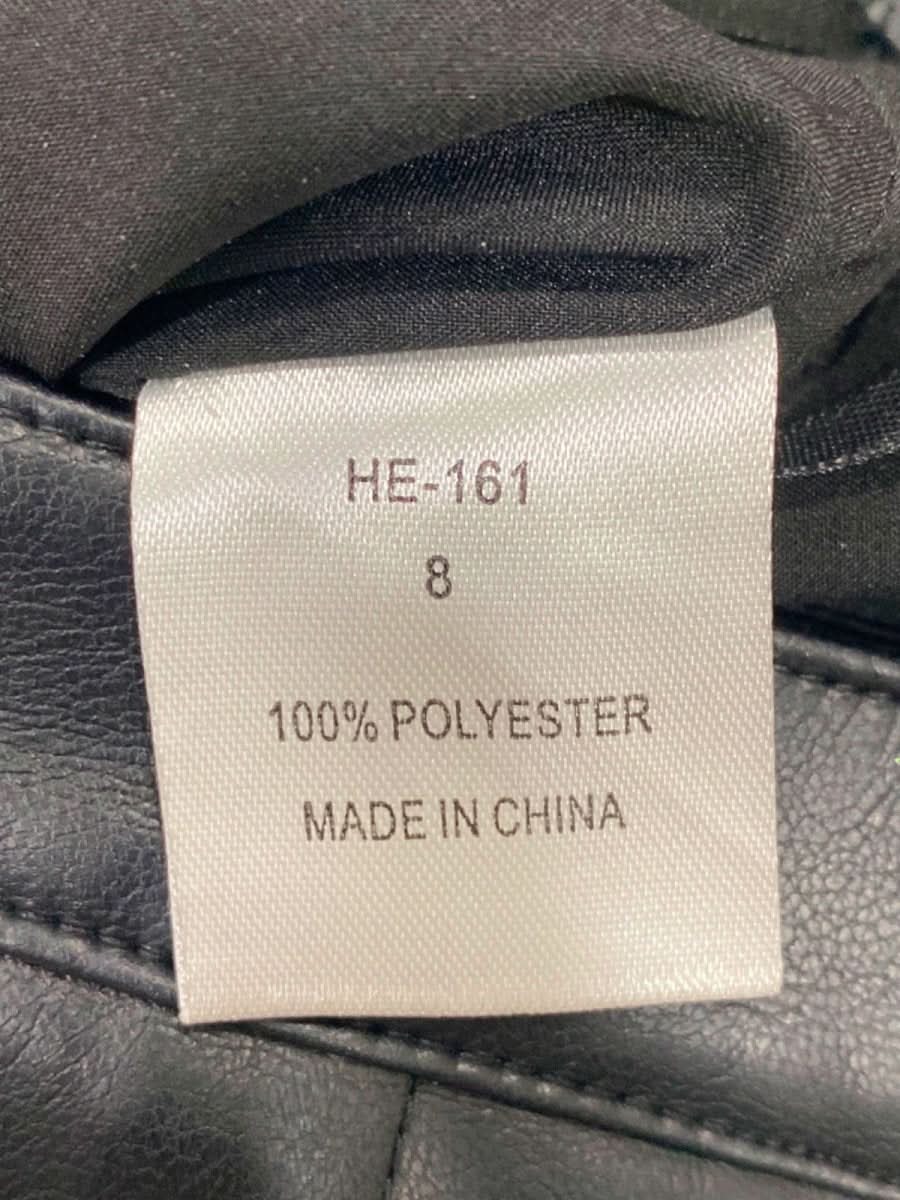 HE-161
8
100% POLYESTER
MADE IN CHINA